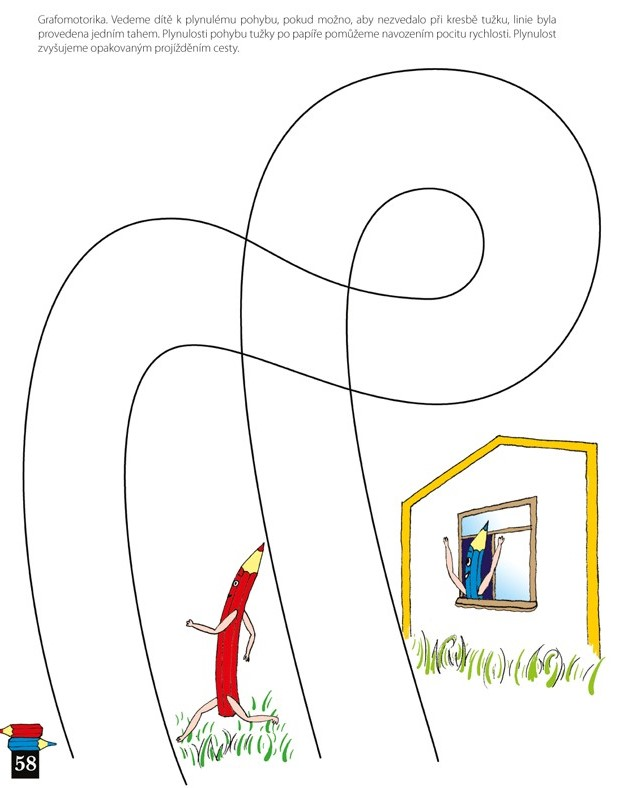 Grafomotorika. Vedeme dítě k plynulému pohybu, pokud možno, aby nezvedalo při kresbě tužku, linie byla
provedena jedním tahem. Plynulosti pohybu tužky po papíře pomůžeme navozením pocitu rychlosti. Plynulost
zvyšujeme opakovaným projížděním cesty.
58